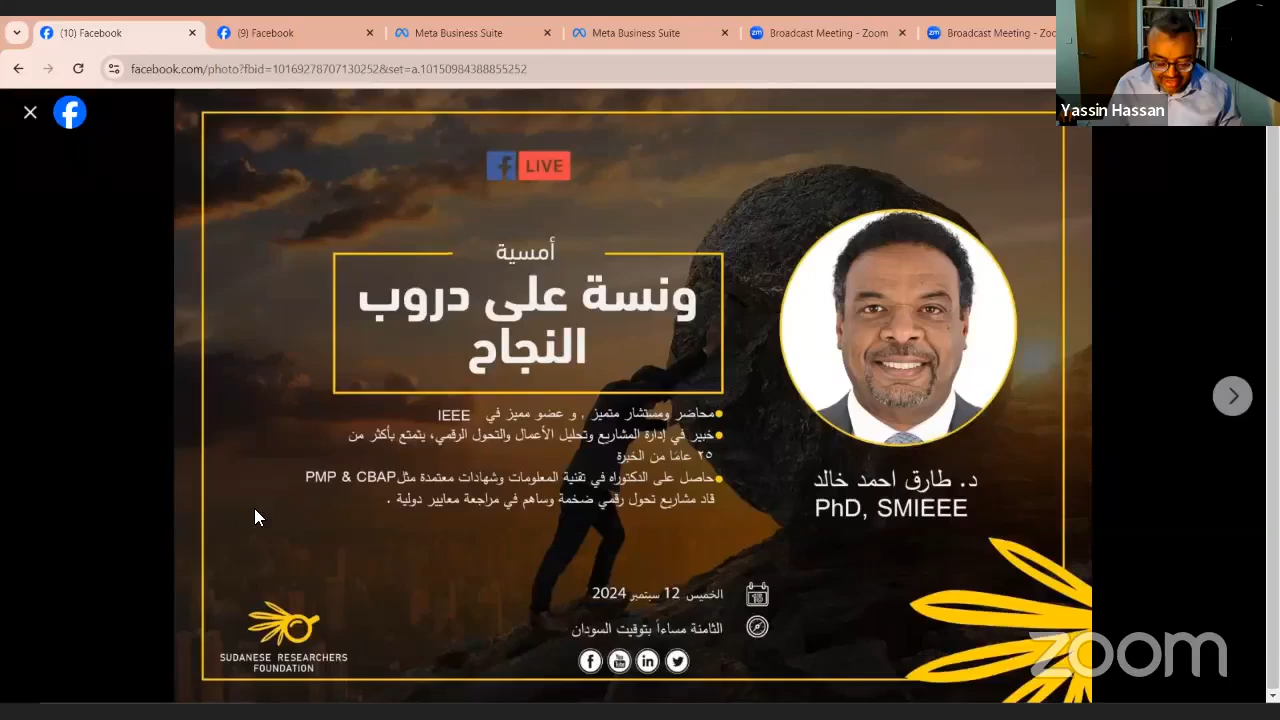 (10) Facebook
(9) Facebook
Meta Business Suite
Meta Business Suite
Broadcast Meeting - Zoom
Broadcast Meeting - Zoo
facebook.com/photo?fbid=10169278707130252&set=a.10150984388855252
Yassin Hassan
LIVE
أمسية
ونسة على دروب
النجاح
محاضر ومستشار متميز , و عضو مميز في IEEE
خبير في إدارة المشاريع وتحليل الأعمال والتحول الرقمي، يتمتع بأكثر من
٢٥ عامًا من الخبرة
حاصل على الدكتوراه في تقنية المعلومات وشهادات معتمدة مثل PMP & CBAP
قاد مشاريع تحول رقمي ضخمة وساهم في مراجعة معايير دولية .
د. طارق احمد خالد
PhD, SMIEEE
الخميس 12 سبتمبر 2024
الثامنة مساءاً بتوقيت السودان
SUDANESE RESEARCHERS
FOUNDATION
zoom